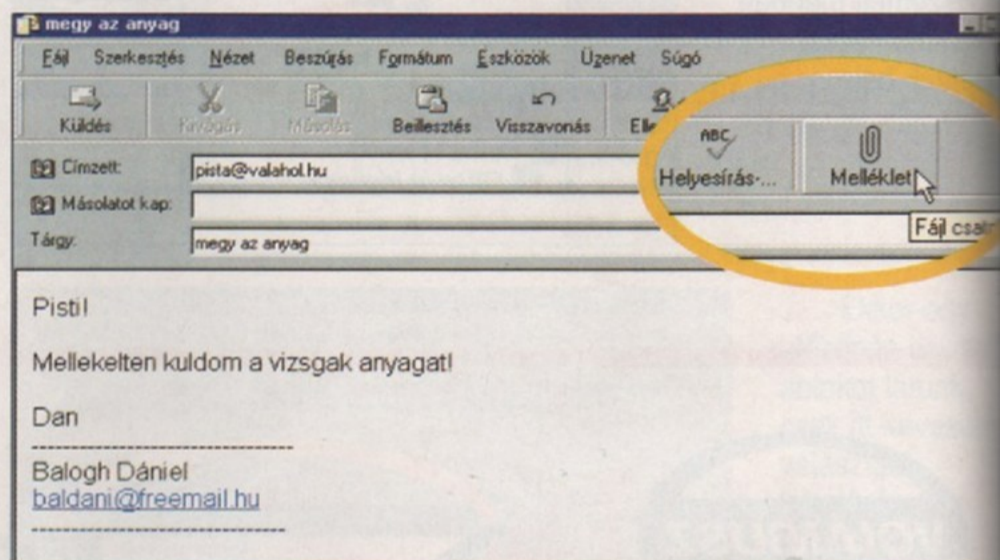 megy az anyag
Fájl Szerkesztés Nézet Beszúrás Formátum Eszközök Üzenet Súgó
Küldés Kivágás Másolás Beillesztés Visszavonás ABC Helyesírás-... Melléklet
Címzett: pista@valahol.hu
Másolatot kap:
Fájl
Tárgy: megy az anyag
Pisti!
Mellekelten kuldom a vizsgak anyagat!
Dan
Balogh Dániel
baldani@freemail.hu